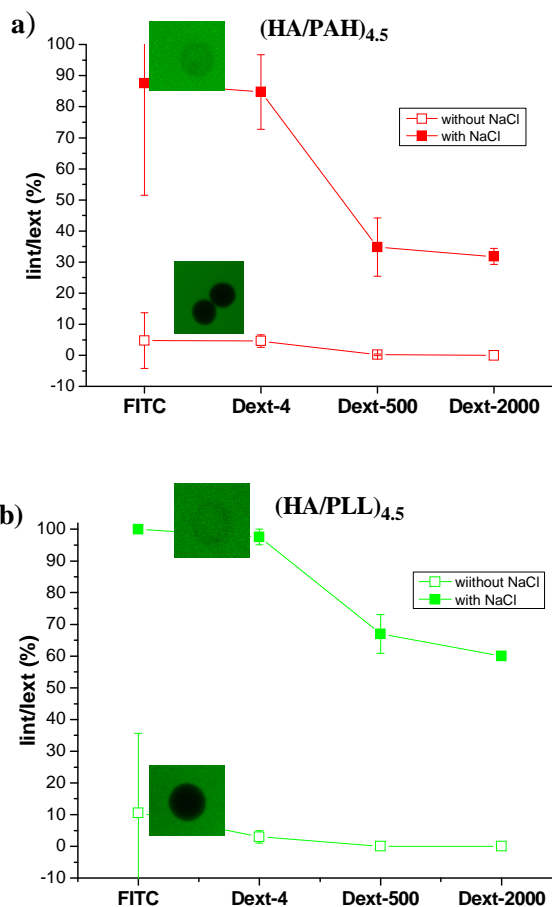 a)
(HA/PAH)4.5
100
90
80
70
60
50
40
30
20
10
0
-10
Iint/Iext (%)
without NaCl
with NaCl
FITC Dext-4 Dext-500 Dext-2000
b)
(HA/PLL)4.5
100
90
80
70
60
50
40
30
20
10
0
-10
Iint/Iext (%)
wiithout NaCl
with NaCl
FITC Dext-4 Dext-500 Dext-2000